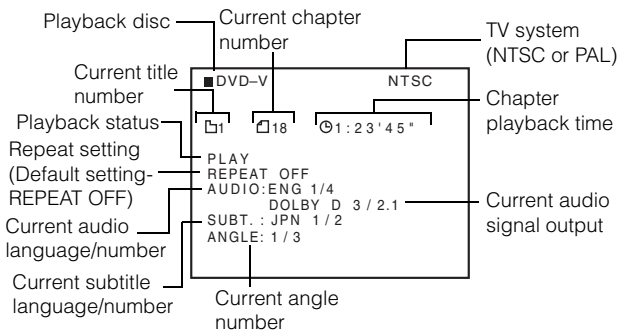 Playback disc
Current chapter
number
TV system
(NTSC or PAL)
Current title
number
DVD–V
NTSC
1
18
1:23'45"
Chapter
playback time
Playback status
PLAY
Repeat setting
(Default setting-
REPEAT OFF)
REPEAT OFF
AUDIO:ENG 1/4
DOLBY D 3/2.1
Current audio
signal output
Current audio
language/number
SUBT.: JPN 1/2
ANGLE: 1/3
Current subtitle
language/number
Current angle
number